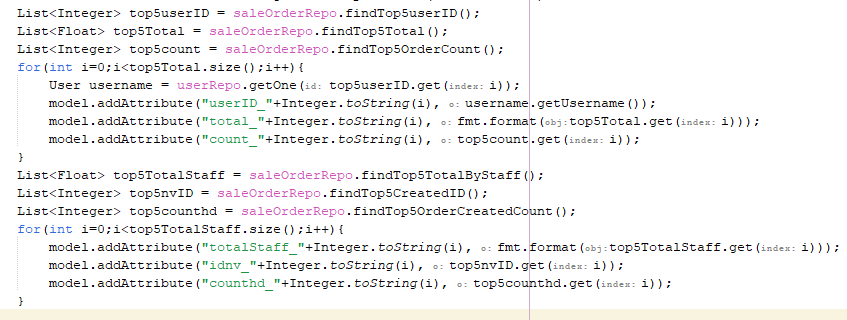 List<Integer> top5userID = saleOrderRepo.findTop5userID();
List<Float> top5Total = saleOrderRepo.findTop5Total();
List<Integer> top5count = saleOrderRepo.findTop5OrderCount();
for(int i=0;i<top5Total.size();i++){
    User username = userRepo.getOne(id: top5userID.get(index: i));
    model.addAttribute("userID_"+Integer.toString(i), o: username.getUsername());
    model.addAttribute("total_"+Integer.toString(i), o: fmt.format(obj:top5Total.get(index: i)));
    model.addAttribute("count_"+Integer.toString(i), o: top5count.get(index: i));
}
List<Float> top5TotalStaff = saleOrderRepo.findTop5TotalByStaff();
List<Integer> top5nvID = saleOrderRepo.findTop5CreatedID();
List<Integer> top5counthd = saleOrderRepo.findTop5OrderCreatedCount();
for(int i=0;i<top5TotalStaff.size();i++){
    model.addAttribute("totalStaff_"+Integer.toString(i), o: fmt.format(obj:top5TotalStaff.get(index: i)));
    model.addAttribute("idnv_"+Integer.toString(i), o: top5nvID.get(index: i));
    model.addAttribute("counthd_"+Integer.toString(i), o: top5counthd.get(index: i));
}